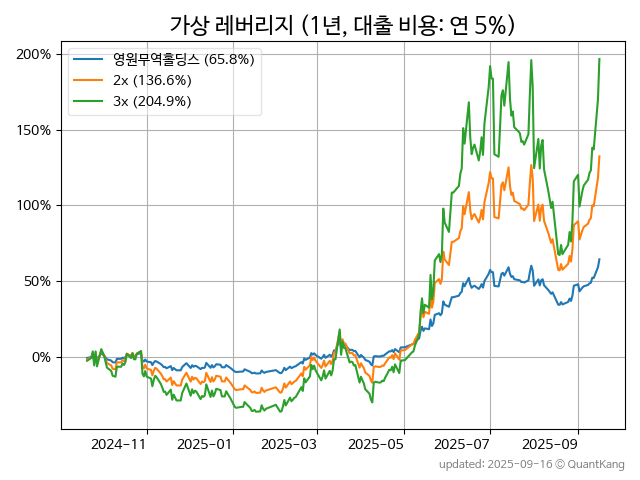 가상 레버리지 (1년, 대출 비용: 연 5%)
200%
150%
100%
50%
0%
영원무역홀딩스 (65.8%)
2x (136.6%)
3x (204.9%)
2024-11
2025-01
2025-03
2025-05
2025-07
2025-09
updated: 2025-09-16 © QuantKang